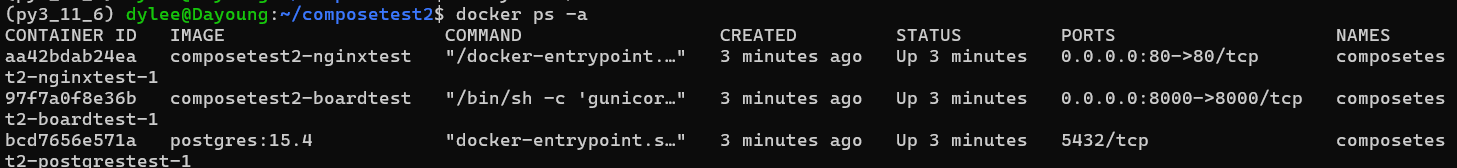 (py3_11_6) dylee@Dayoung:~/composetest2$ docker ps -a
CONTAINER ID   IMAGE                    COMMAND                  CREATED         STATUS         PORTS                    NAMES
aa42bdab24ea   composetest2-nginxtest   "/docker-entrypoint.…"   3 minutes ago   Up 3 minutes   0.0.0.0:80->80/tcp       composetes
t2-nginxtest-1
97f7a0f8e36b   composetest2-boardtest   "/bin/sh -c 'gunicor…"   3 minutes ago   Up 3 minutes   0.0.0.0:8000->8000/tcp   composetes
t2-boardtest-1
bcd7656e571a   postgres:15.4            "docker-entrypoint.s…"   3 minutes ago   Up 3 minutes   5432/tcp                 composetes
t2-postgrestest-1